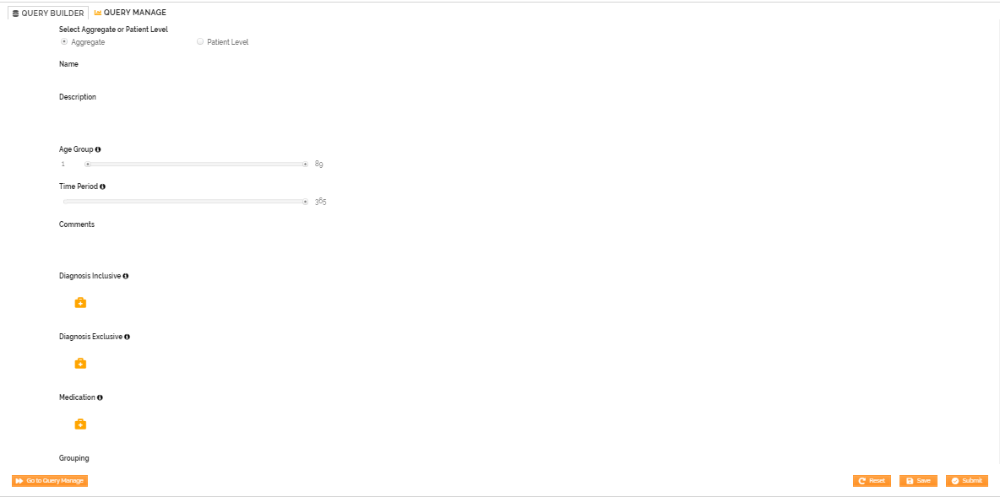 QUERY BUILDER QUERY MANAGE
Select Aggregate or Patient Level
Aggregate Patient Level
Name
Description
Age Group
1 89
Time Period
365
Comments
Diagnosis Inclusive
Diagnosis Exclusive
Medication
Grouping
Go to Query Manage Reset Save Submit